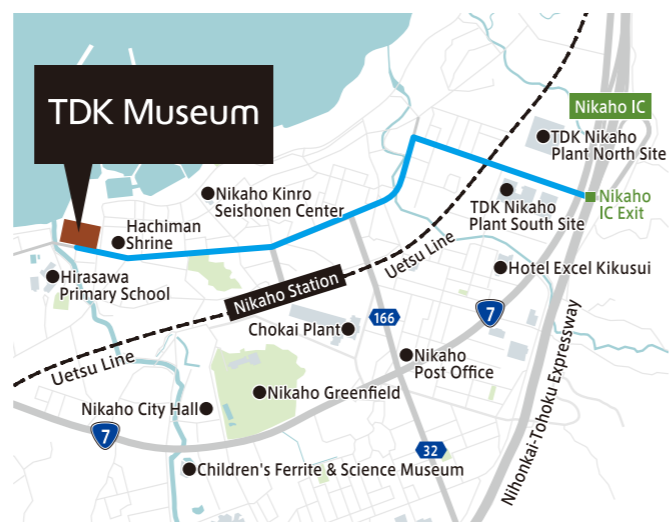 TDK Museum
Nikaho IC
TDK Nikaho
Plant North Site
Nikaho Kinro
Seishonen Center
Nikaho
IC Exit
TDK Nikaho
Plant South Site
Hachiman
Shrine
Uetsu Line
Hotel Excel Kikusui
Hirasawa
Primary School
Nikaho Station
7
166
Chokai Plant
Nikaho
Post Office
Uetsu Line
Nihonkai-Tohoku Expressway
Nikaho Greenfield
Nikaho City Hall
7
32
Children's Ferrite & Science Museum